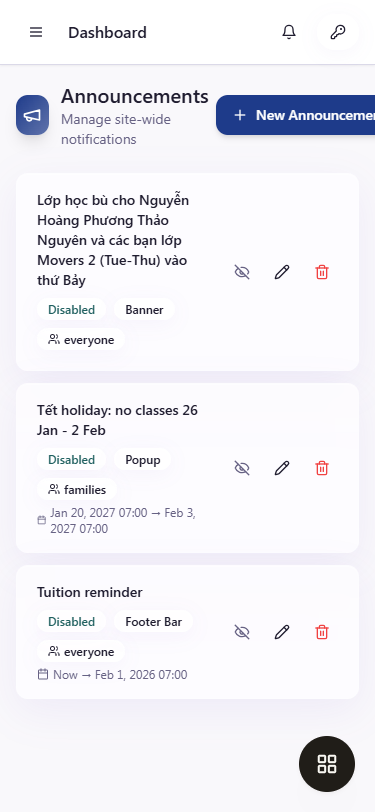 Dashboard
Announcements
Manage site-wide
notifications
New Announcemen
Lớp học bù cho Nguyễn
Hoàng Phương Thảo
Nguyên và các bạn lớp
Movers 2 (Tue-Thu) vào
thứ Bảy
Disabled
Banner
everyone
Tết holiday: no classes 26
Jan - 2 Feb
Disabled
Popup
families
Jan 20, 2027 07:00 → Feb 3,
2027 07:00
Tuition reminder
Disabled
Footer Bar
everyone
Now → Feb 1, 2026 07:00